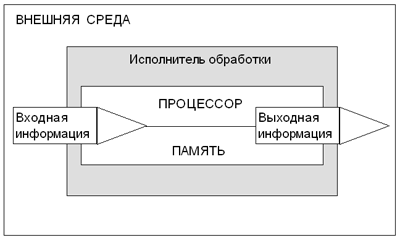 ВНЕШНЯЯ СРЕДА
Исполнитель обработки
ПРОЦЕССОР
Входная
информация
Выходная
информация
ПАМЯТЬ